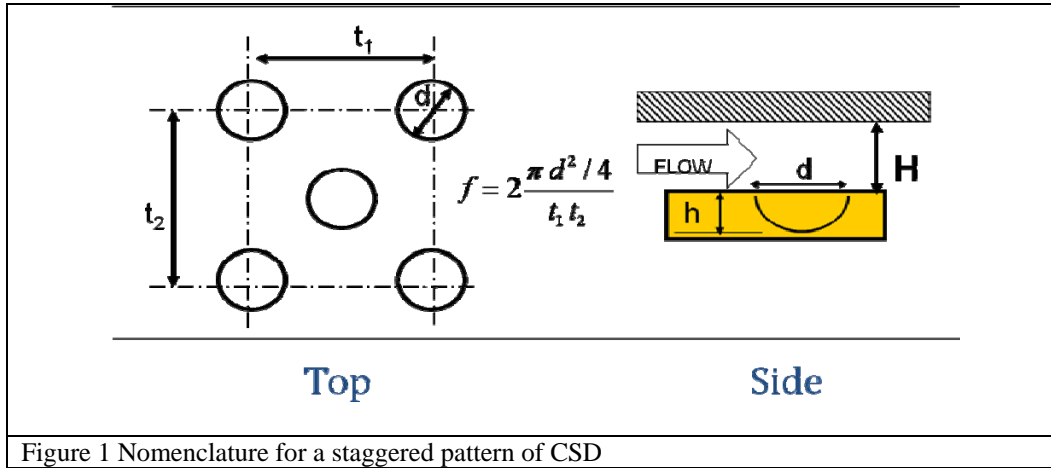 t₁
d
t₂
f = 2 π d² / 4 / t₁ t₂
FLOW
d
H
h
Top
Side
Figure 1 Nomenclature for a staggered pattern of CSD